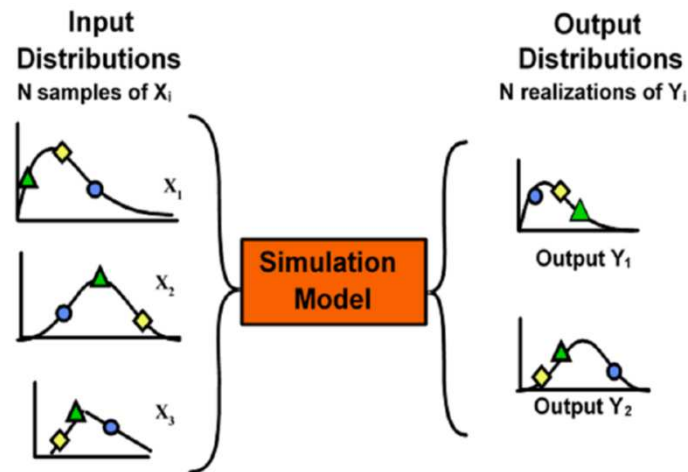 Input
Distributions
N samples of Xi
X1
X2
X3
Simulation
Model
Output
Distributions
N realizations of Yi
Output Y1
Output Y2